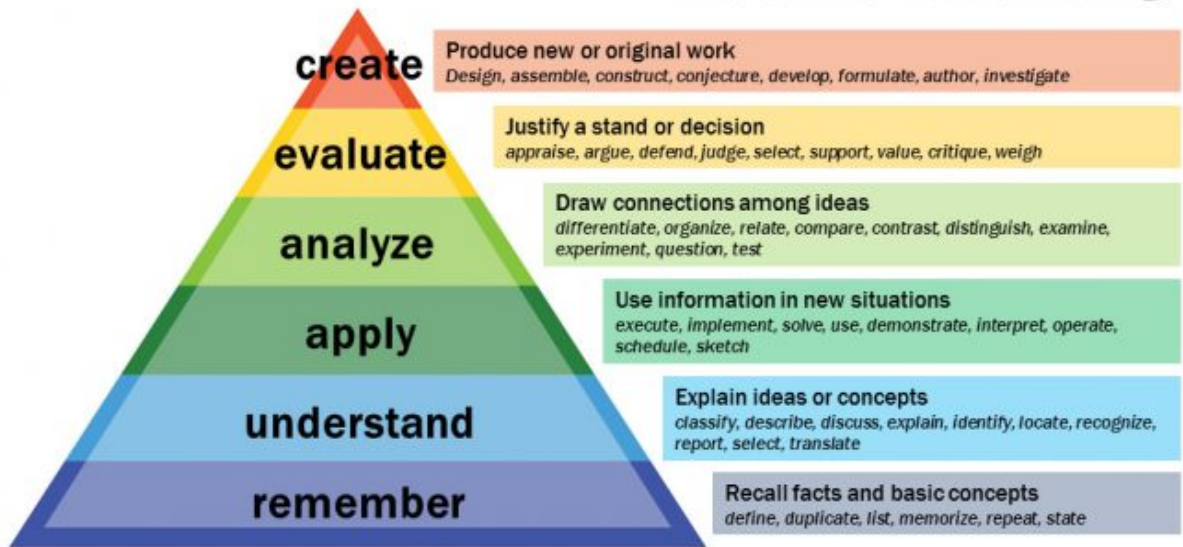 create
Produce new or original work
Design, assemble, construct, conjecture, develop, formulate, author, investigate
evaluate
Justify a stand or decision
appraise, argue, defend, judge, select, support, value, critique, weigh
analyze
Draw connections among ideas
differentiate, organize, relate, compare, contrast, distinguish, examine,
experiment, question, test
apply
Use information in new situations
execute, implement, solve, use, demonstrate, interpret, operate,
schedule, sketch
understand
Explain ideas or concepts
classify, describe, discuss, explain, identify, locate, recognize,
report, select, translate
remember
Recall facts and basic concepts
define, duplicate, list, memorize, repeat, state